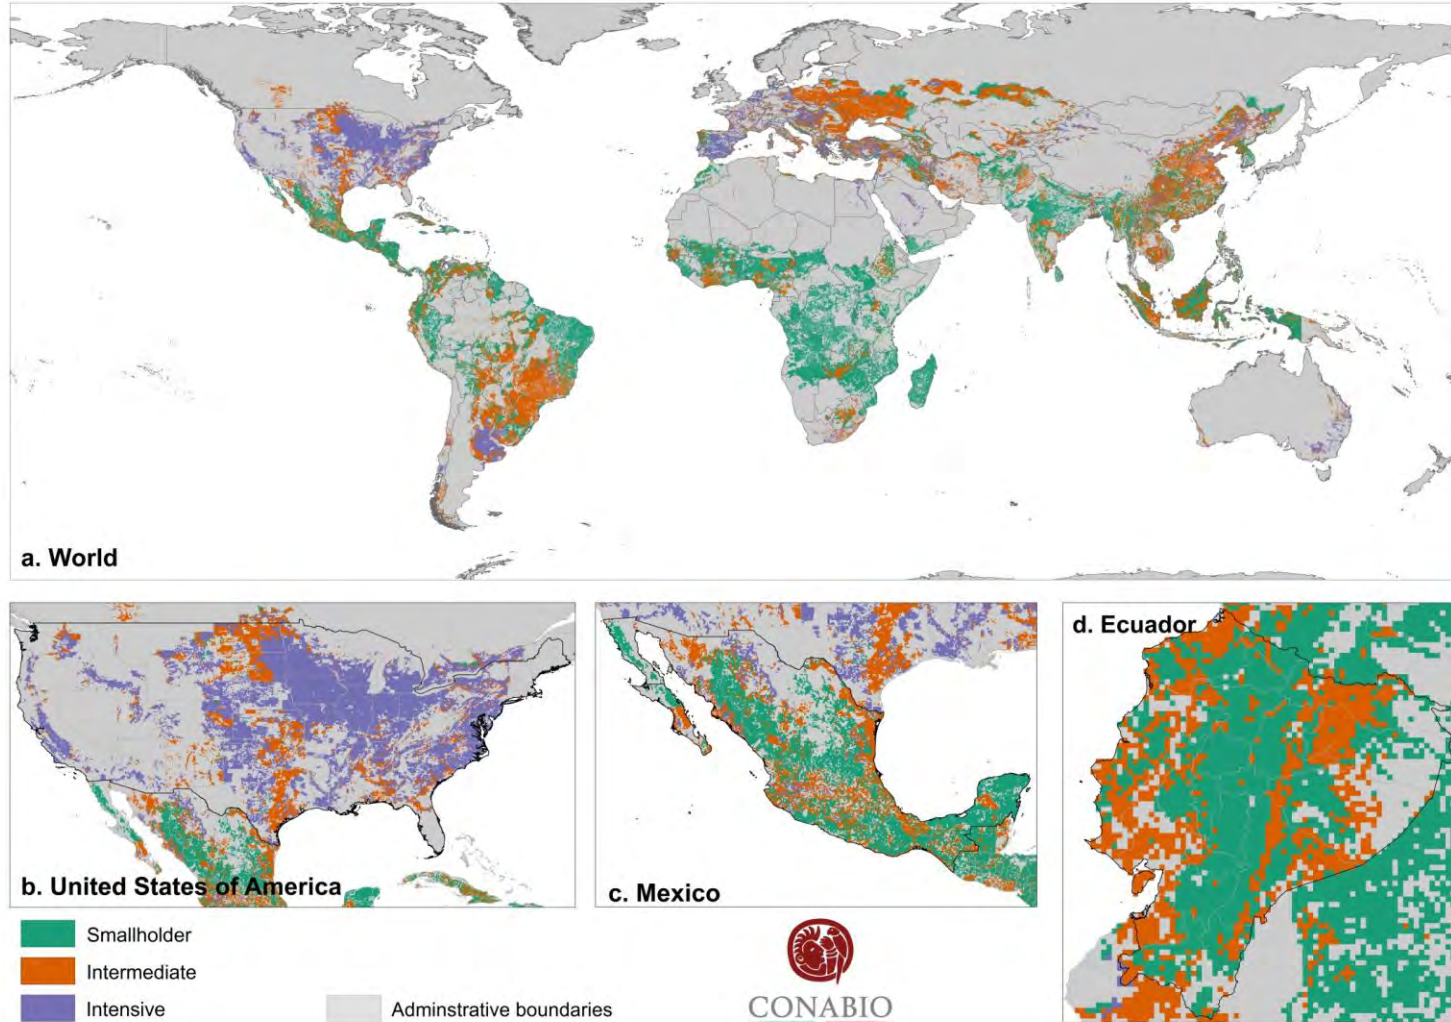 a. World
b. United States of America
c. Mexico
d. Ecuador
Smallholder
Intermediate
Intensive
Adminstrative boundaries
CONABIO